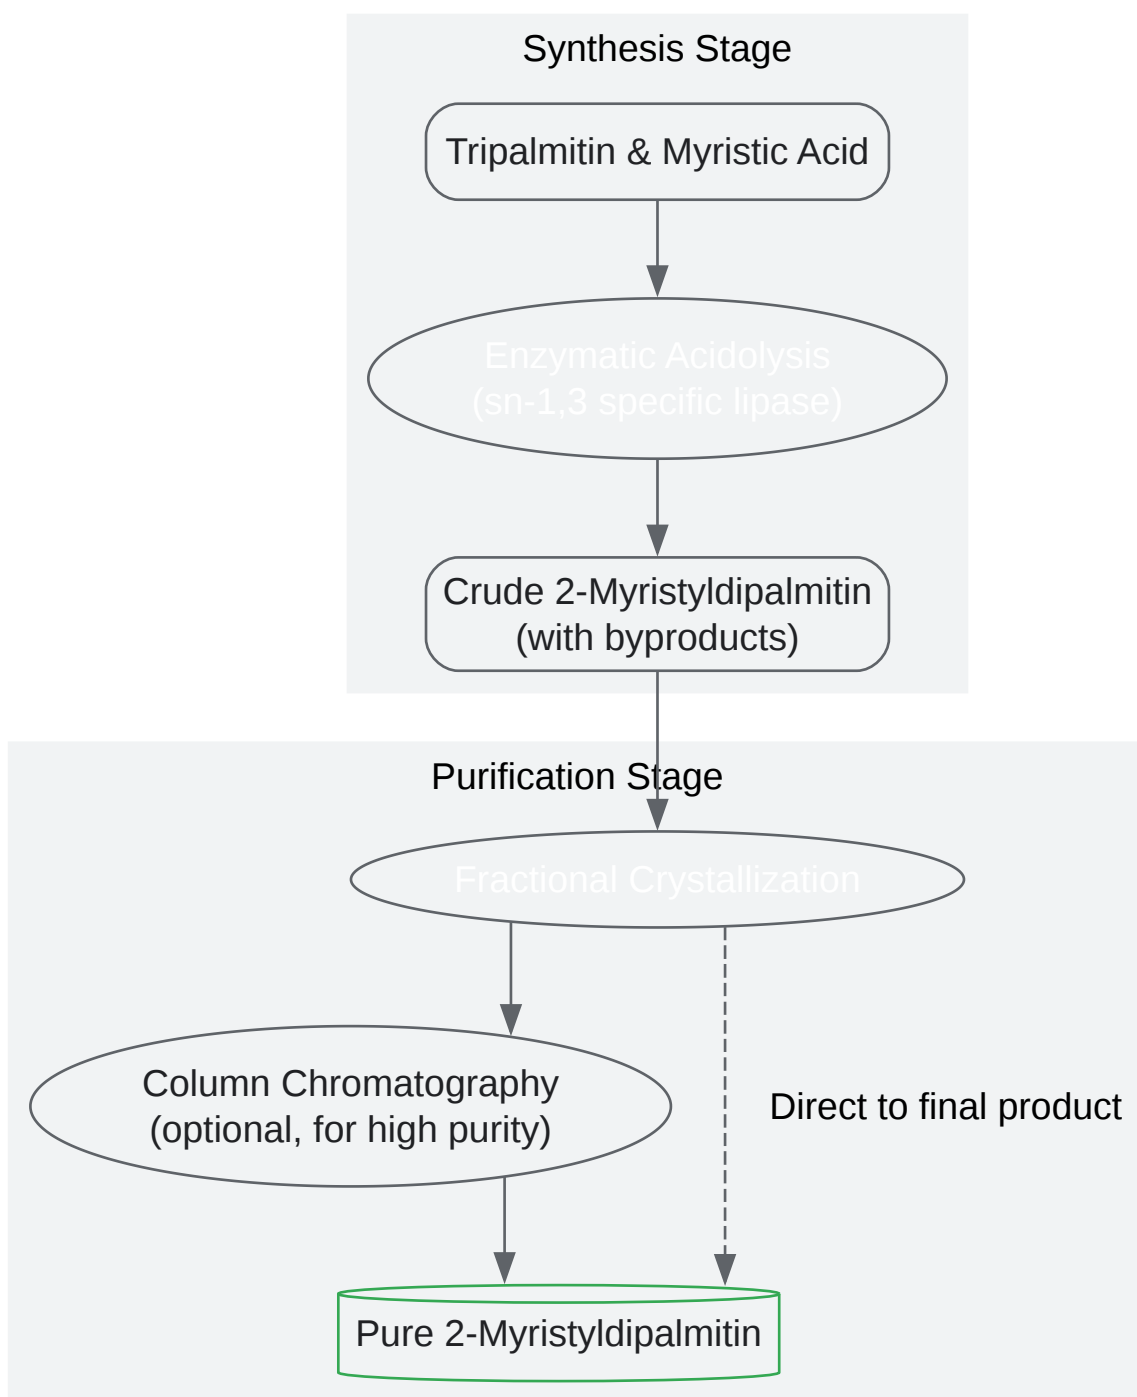 Synthesis Stage
Tripalmitin & Myristic Acid
Enzymatic Acidolysis
(sn-1,3 specific lipase)
Crude 2-Myristyldipalmitin
(with byproducts)
Purification Stage
Fractional Crystallization
Column Chromatography
(optional, for high purity)
Direct to final product
Pure 2-Myristyldipalmitin